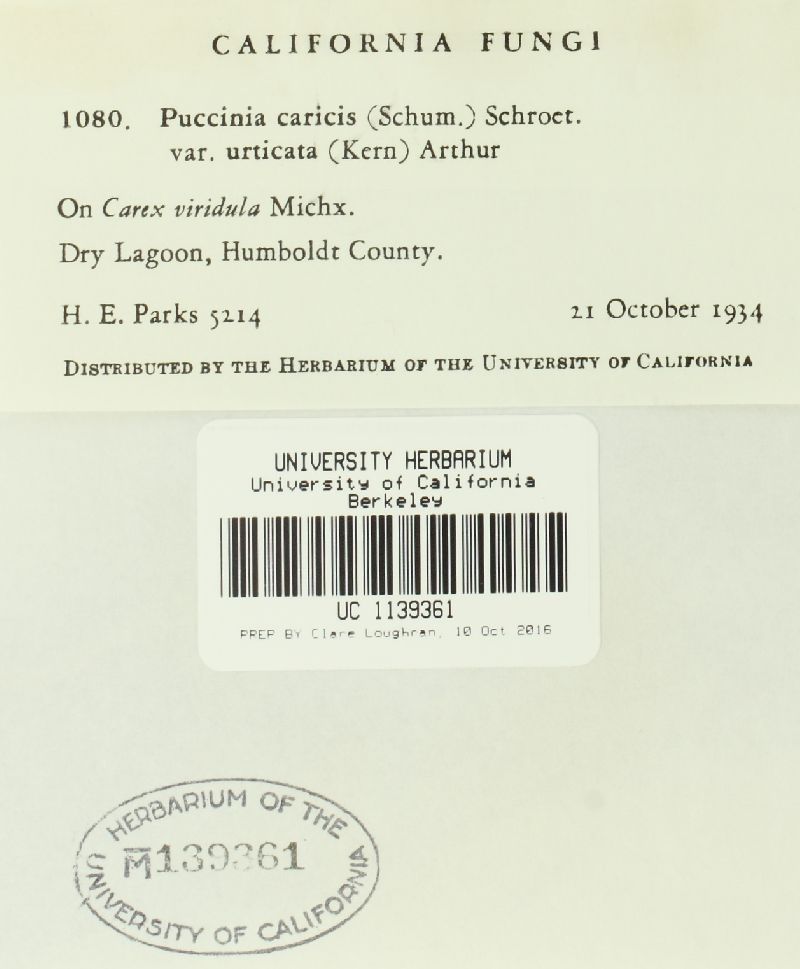 CALIFORNIA FUNGI
1080. Puccinia caricis (Schum.) Schroet.
var. urticata (Kern) Arthur
On Carex viridula Michx.
Dry Lagoon, Humboldt County.
H. E. Parks 5214 21 October 1934
DISTRIBUTED BY THE HERBARIUM OF THE UNIVERSITY OF CALIFORNIA
UNIVERSITY HERBARIUM
University of California
Berkeley
UC 1139361
PREP BY Clare Loughran, 10 Oct 2016
HERBARIUM OF THE
M139361
UNIVERSITY OF CALIFORNIA